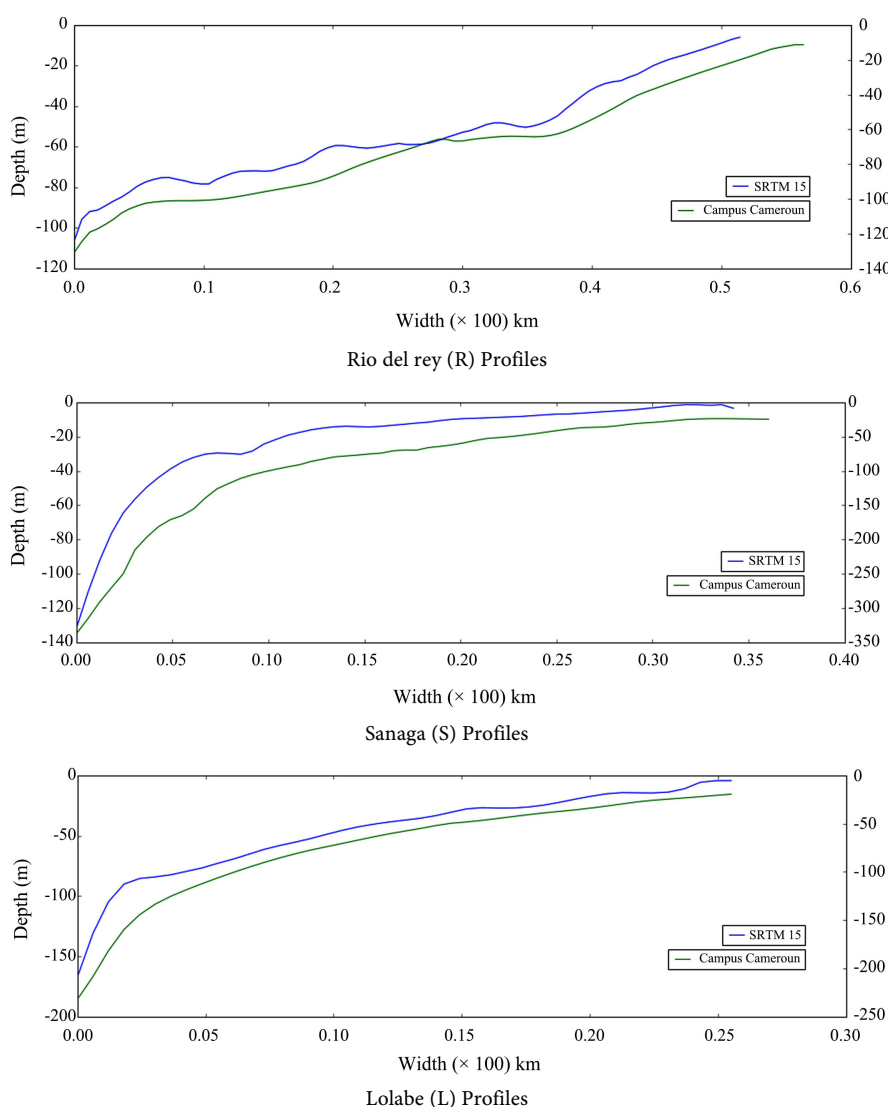 0
-20
-40
-60
-80
-100
-120
0
-20
-40
-60
-80
-100
-120
-140
Depth (m)
SRTM 15
Campus Cameroun
0.0 0.1 0.2 0.3 0.4 0.5 0.6
Width (× 100) km
Rio del rey (R) Profiles
0
-20
-40
-60
-80
-100
-120
-140
0
-50
-100
-150
-200
-250
-300
-350
Depth (m)
SRTM 15
Campus Cameroun
0.00 0.05 0.10 0.15 0.20 0.25 0.30 0.35 0.40
Width (× 100) km
Sanaga (S) Profiles
0
-50
-100
-150
-200
0
-50
-100
-150
-200
-250
Depth (m)
SRTM 15
Campus Cameroun
0.00 0.05 0.10 0.15 0.20 0.25 0.30
Width (× 100) km
Lolabe (L) Profiles